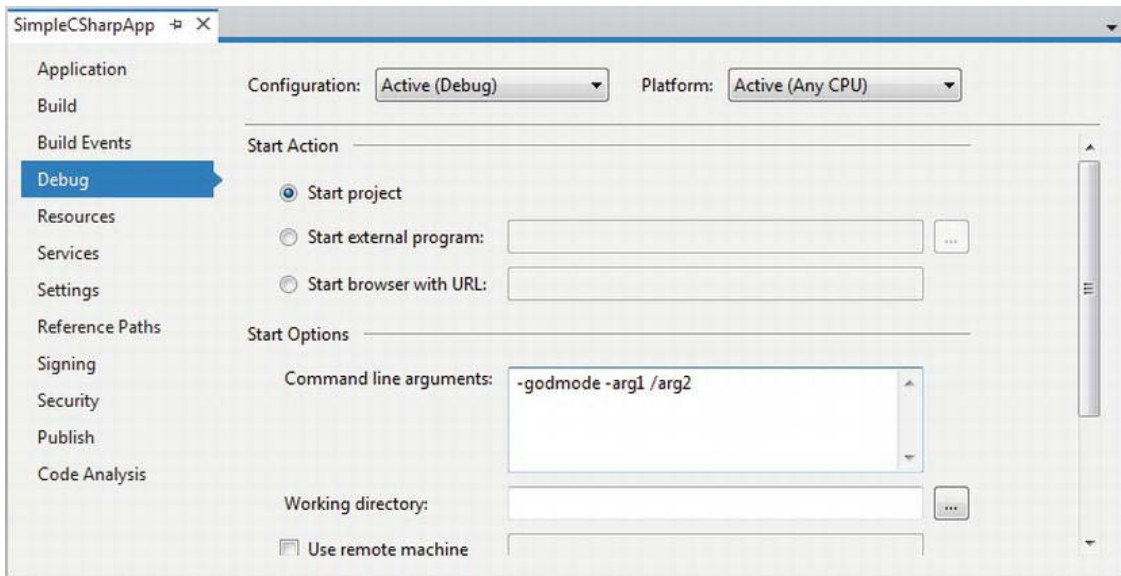 SimpleCSharpApp
Application
Build
Build Events
Debug
Resources
Services
Settings
Reference Paths
Signing
Security
Publish
Code Analysis
Configuration: Active (Debug) Platform: Active (Any CPU)
Start Action
Start project
Start external program: ...
Start browser with URL:
Start Options
Command line arguments: -godmode -arg1 /arg2
Working directory: ...
Use remote machine